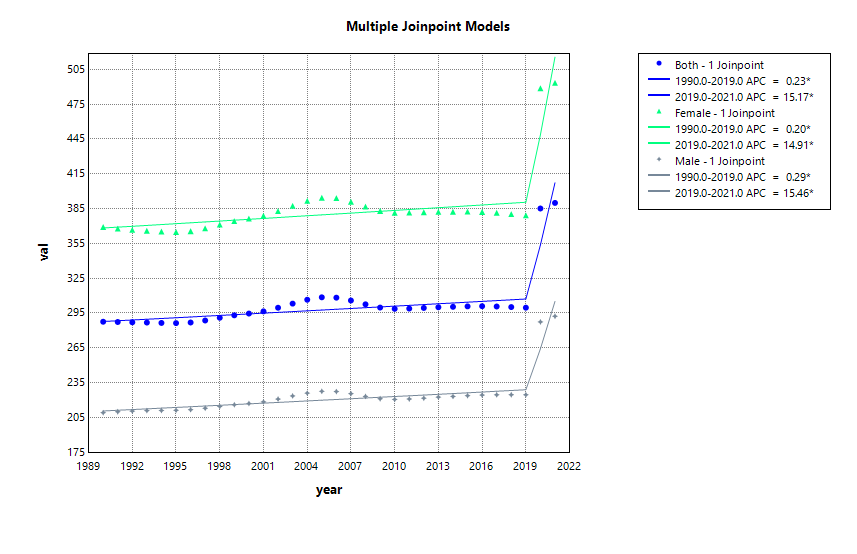 Multiple Joinpoint Models
505
475
445
415
385
355
325
295
265
235
205
175
val
1989 1992 1995 1998 2001 2004 2007 2010 2013 2016 2019 2022
year
Both - 1 Joinpoint
1990.0-2019.0 APC = 0.23*
2019.0-2021.0 APC = 15.17*
Female - 1 Joinpoint
1990.0-2019.0 APC = 0.20*
2019.0-2021.0 APC = 14.91*
Male - 1 Joinpoint
1990.0-2019.0 APC = 0.29*
2019.0-2021.0 APC = 15.46*